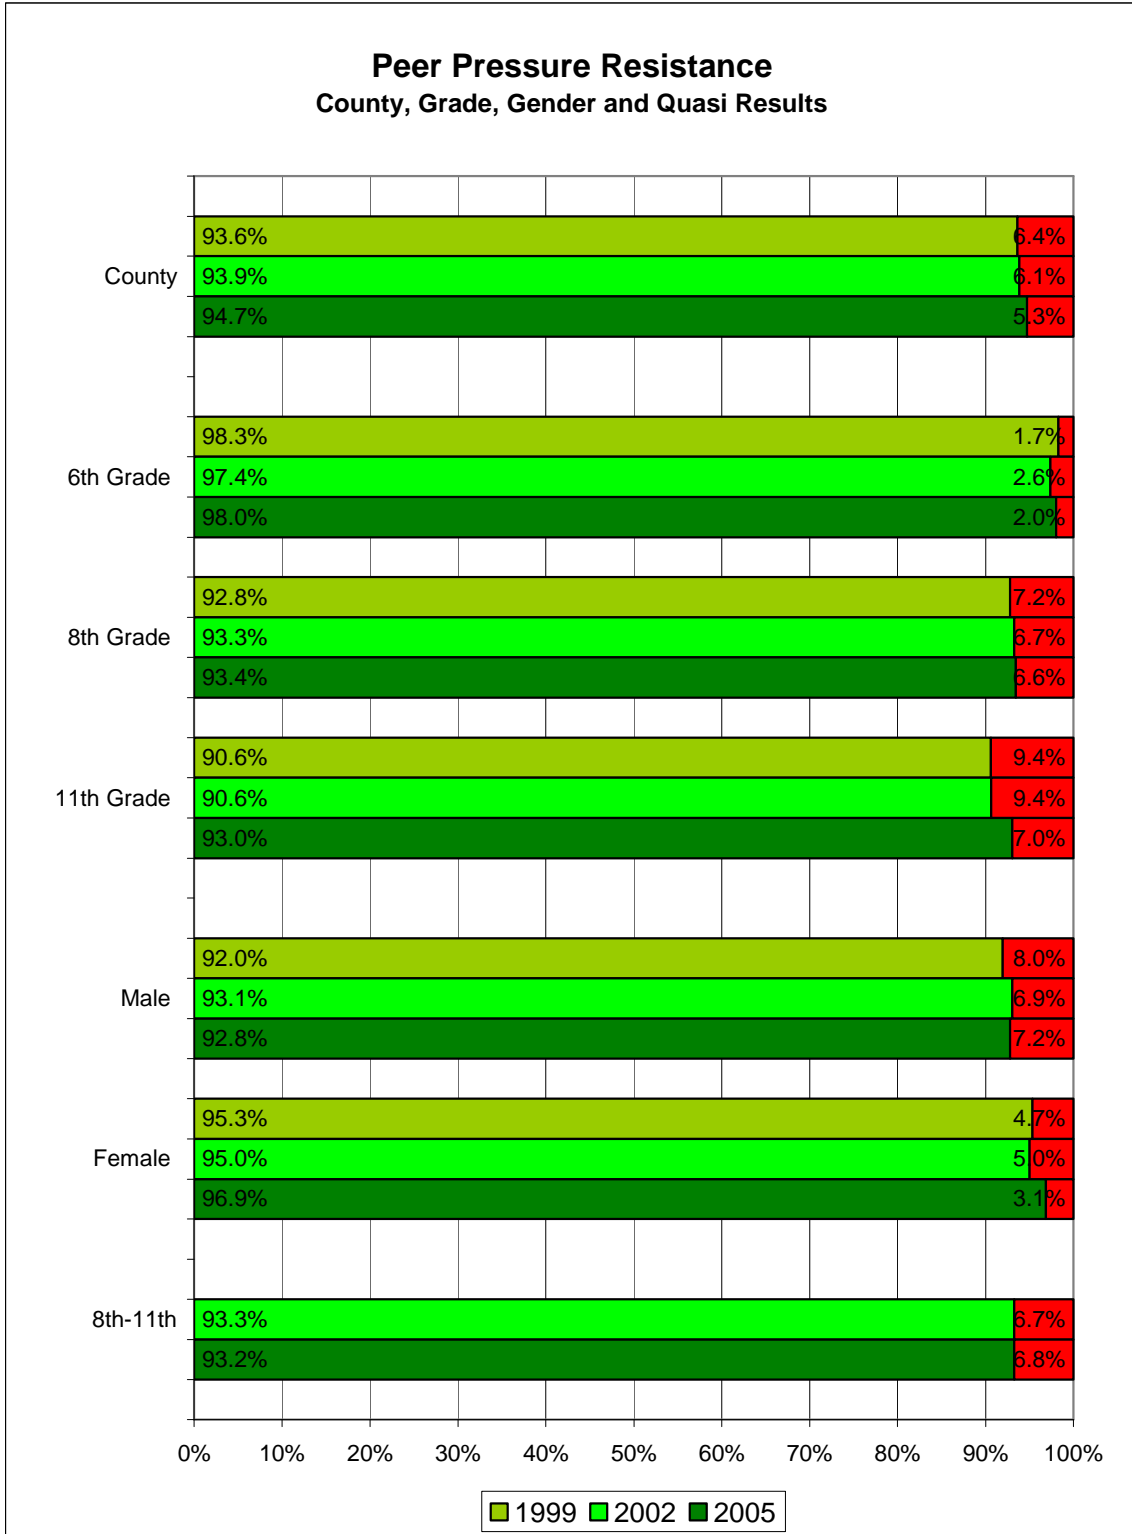 Peer Pressure Resistance
County, Grade, Gender and Quasi Results
93.6% 6.4%
County 93.9% 6.1%
94.7% 5.3%
98.3% 1.7%
6th Grade 97.4% 2.6%
98.0% 2.0%
92.8% 7.2%
8th Grade 93.3% 6.7%
93.4% 6.6%
90.6% 9.4%
11th Grade 90.6% 9.4%
93.0% 7.0%
92.0% 8.0%
Male 93.1% 6.9%
92.8% 7.2%
95.3% 4.7%
Female 95.0% 5.0%
96.9% 3.1%
8th-11th 93.3% 6.7%
93.2% 6.8%
0% 10% 20% 30% 40% 50% 60% 70% 80% 90% 100%
1999 2002 2005